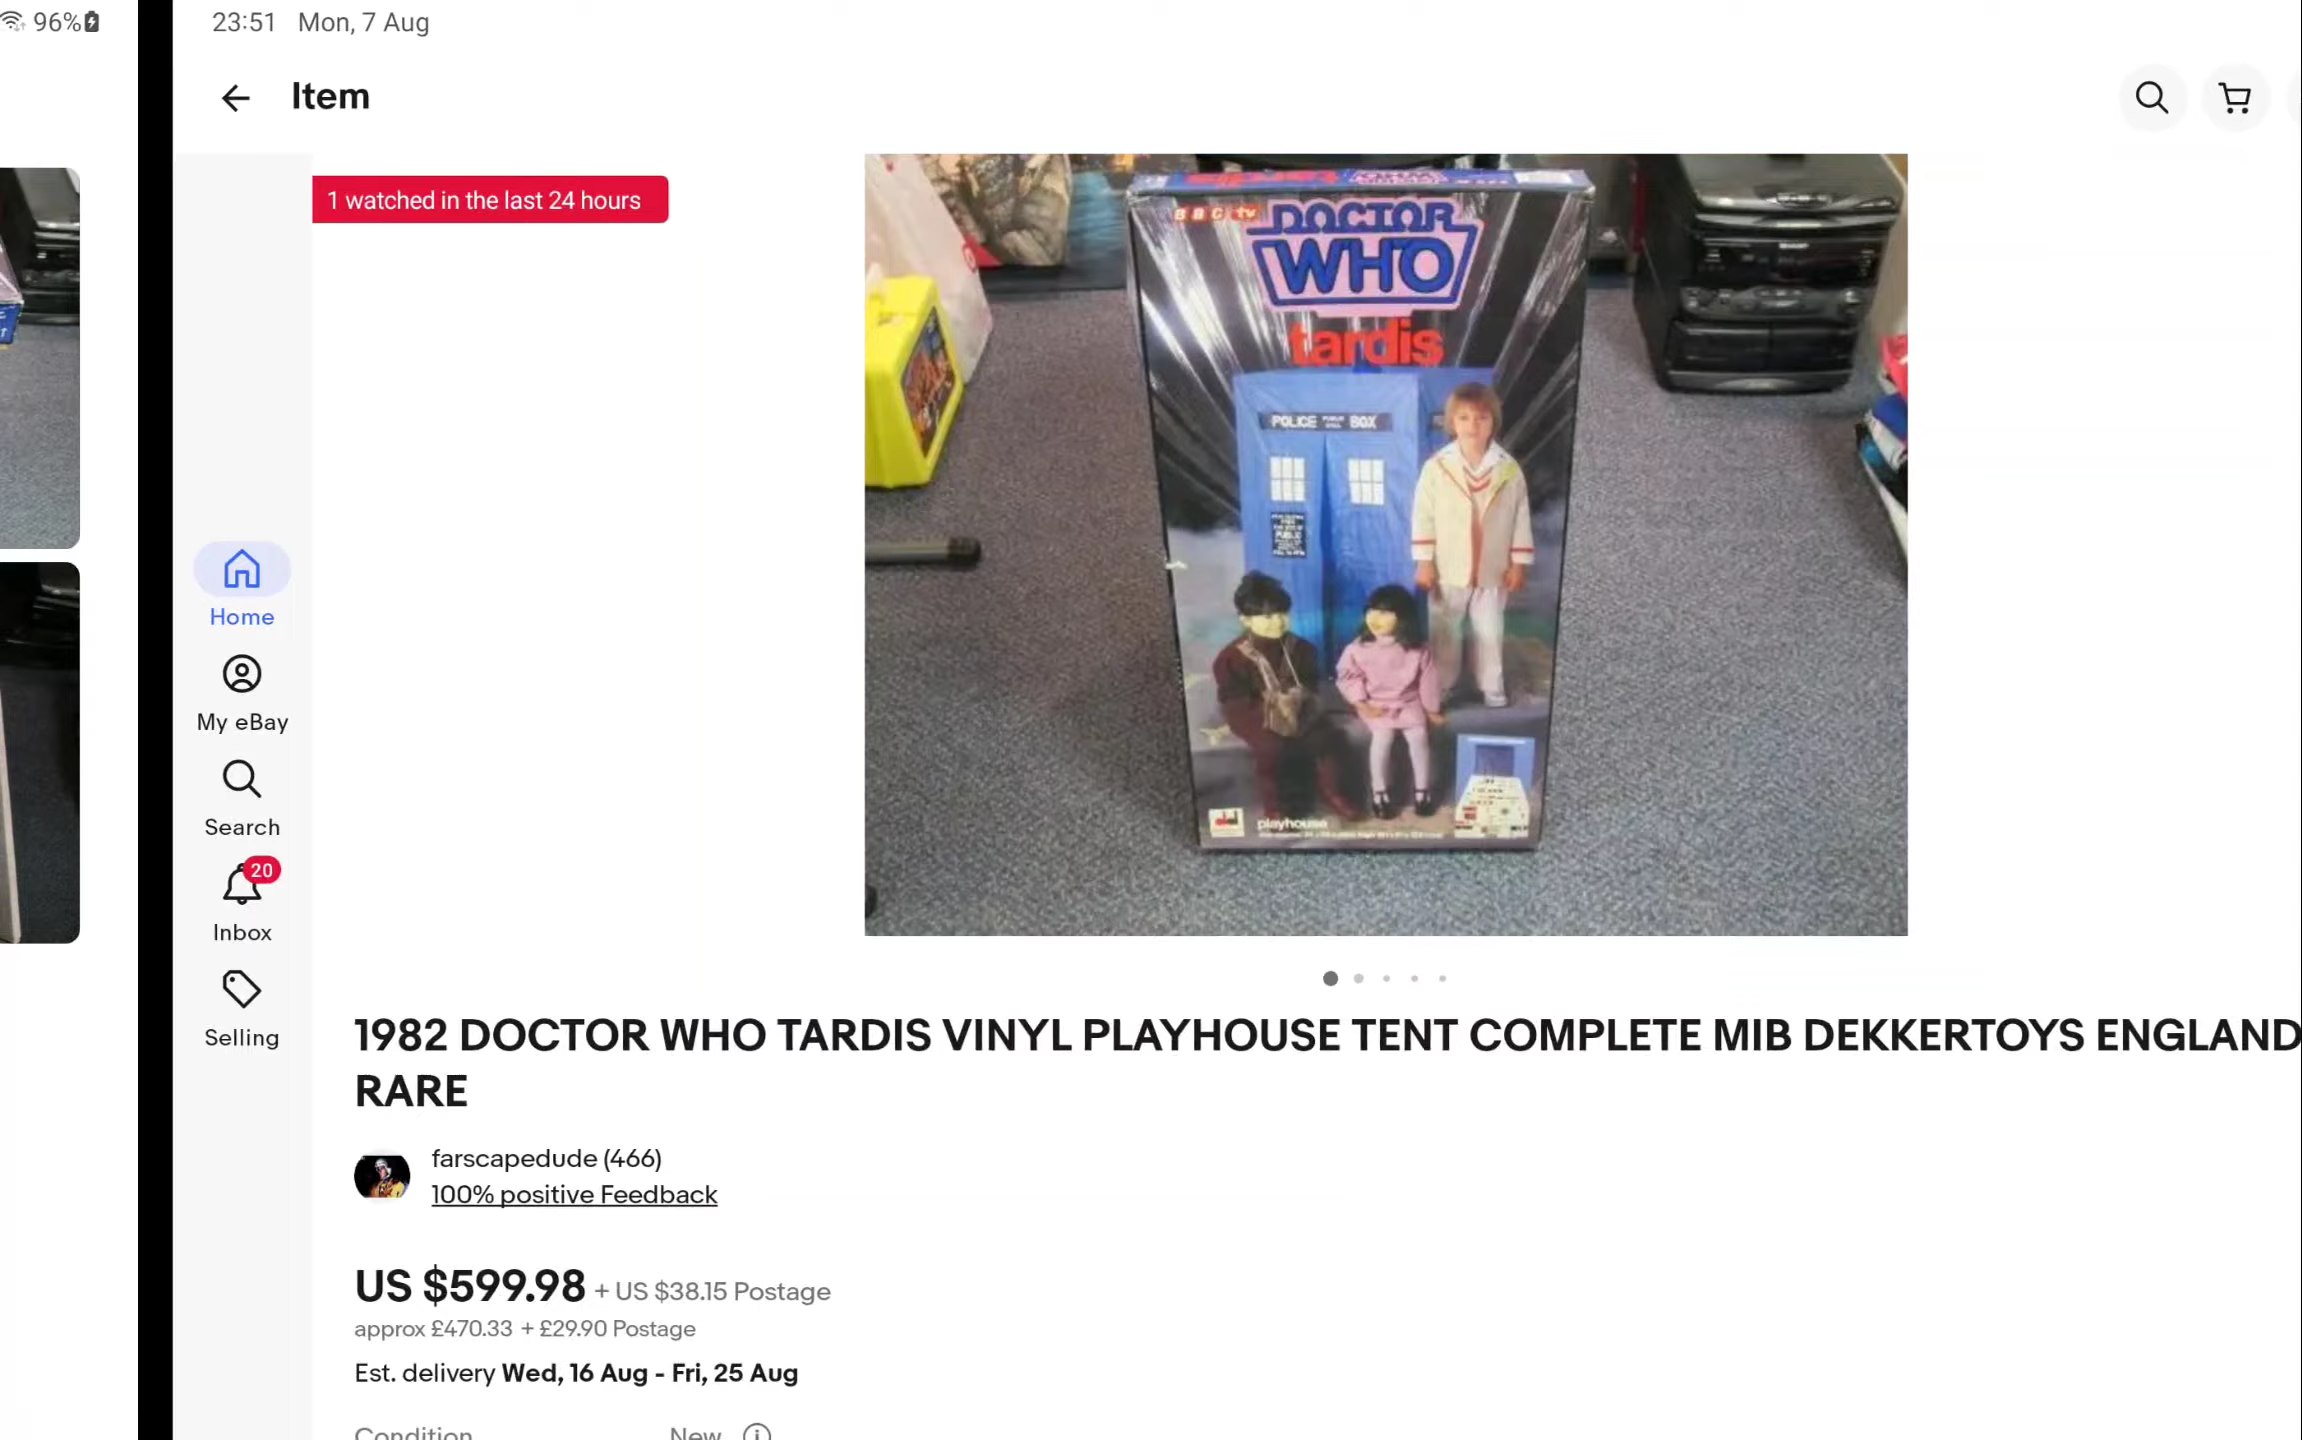 96%
23:51 Mon, 7 Aug
Item
1 watched in the last 24 hours
BBC tv
DOCTOR
WHO
tardis
POLICE PUBLIC CALL BOX
playhouse
Home
My eBay
Search
20
Inbox
Selling
1982 DOCTOR WHO TARDIS VINYL PLAYHOUSE TENT COMPLETE MIB DEKKERTOYS ENGLAND
RARE
farscapedude (466)
100% positive Feedback
US $599.98 + US $38.15 Postage
approx £470.33 + £29.90 Postage
Est. delivery Wed, 16 Aug - Fri, 25 Aug
Condition New